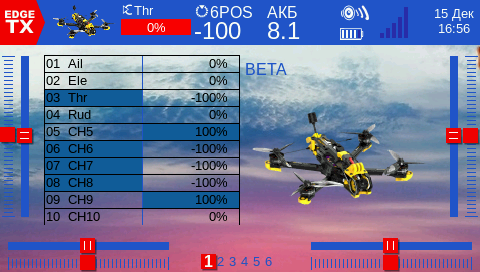 EDGE
TX
Thr
0%
6POS
-100
АКБ
8.1
15 Дек
16:56
BETA
01 Ail 0%
02 Ele 0%
03 Thr -100%
04 Rud 0%
05 CH5 100%
06 CH6 -100%
07 CH7 -100%
08 CH8 -100%
09 CH9 100%
10 CH10 0%
1 2 3 4 5 6